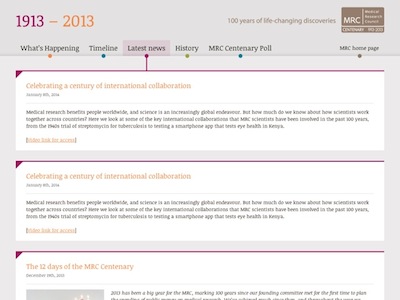 1913 – 2013
100 years of life-changing discoveries
MRC
Medical
Research
Council
CENTENARY 1913-2013
What's Happening
Timeline
Latest news
History
MRC Centenary Poll
MRC home page
Celebrating a century of international collaboration
January 8th, 2014
Medical research benefits people worldwide, and science is an increasingly global endeavour. But how much do we know about how scientists work
together across countries? Here we look at some of the key international collaborations that MRC scientists have been involved in the past 100 years,
from the 1940s trial of streptomycin for tuberculosis to testing a smartphone app that tests eye health in Kenya.
[Slides link for access]
Celebrating a century of international collaboration
January 8th, 2014
Medical research benefits people worldwide, and science is an increasingly global endeavour. But how much do we know about how scientists work
together across countries? Here we look at some of the key international collaborations that MRC scientists have been involved in the past 100 years,
from the 1940s trial of streptomycin for tuberculosis to testing a smartphone app that tests eye health in Kenya.
[Slides link for access]
The 12 days of the MRC Centenary
December 19th, 2013
2013 has been a big year for the MRC, marking 100 years since our founding committee met for the first time to plan